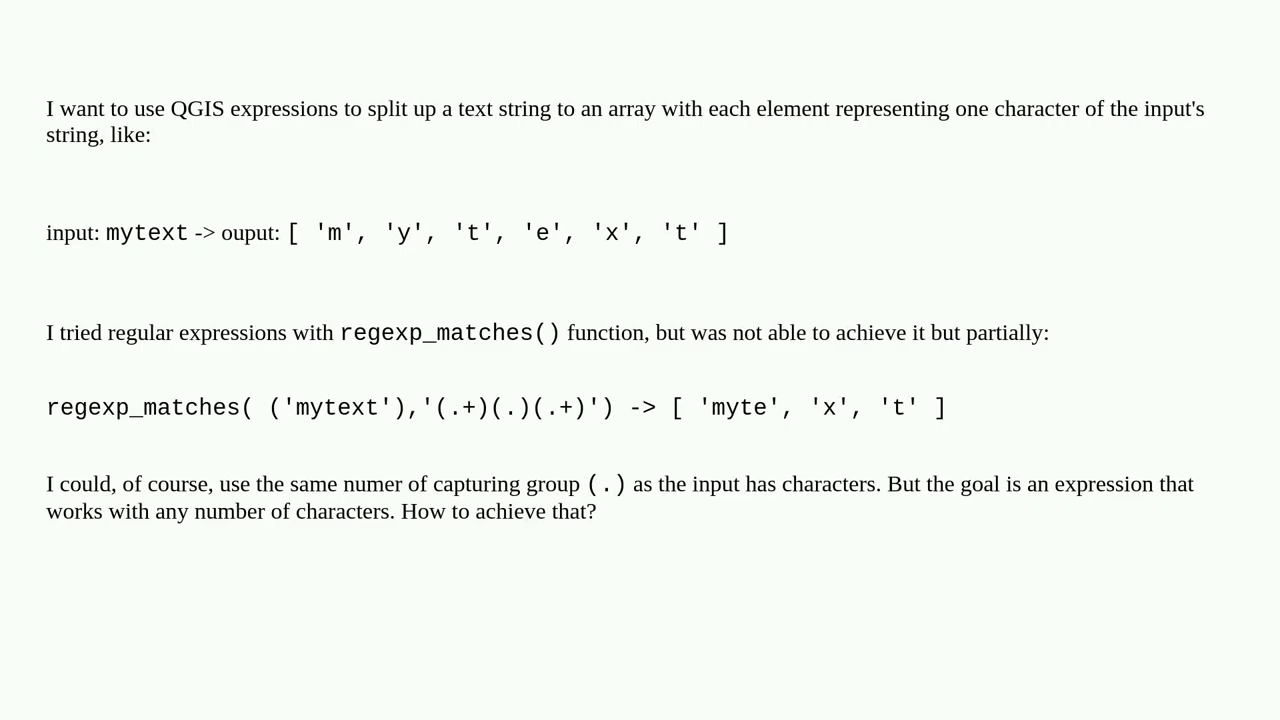 I want to use QGIS expressions to split up a text string to an array with each element representing one character of the input's
string, like:
input: mytext -> ouput: [ 'm', 'y', 't', 'e', 'x', 't' ]
I tried regular expressions with regexp_matches() function, but was not able to achieve it but partially:
regexp_matches( ('mytext'),'(.+)(.)(.+)') -> [ 'myte', 'x', 't' ]
I could, of course, use the same numer of capturing group (.) as the input has characters. But the goal is an expression that
works with any number of characters. How to achieve that?